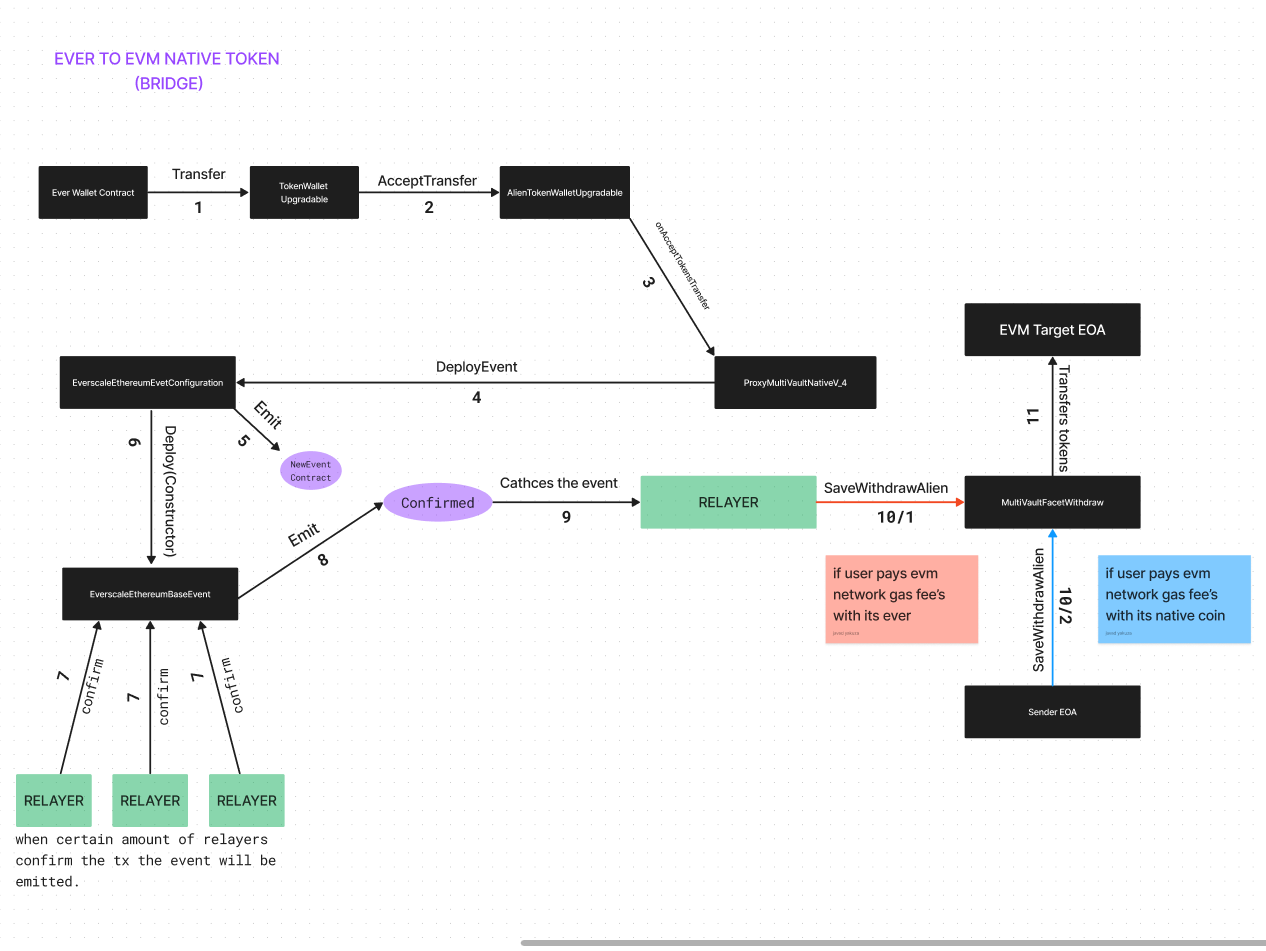 EVER TO EVM NATIVE TOKEN
(BRIDGE)
Ever Wallet Contract
Transfer
1
TokenWallet
Upgradable
AcceptTransfer
2
AlienTokenWalletUpgradable
onAcceptTokensTransfer
3
ProxyMultiVaultNativeV_4
DeployEvent
4
EverscaleEthereumEvetConfiguration
Emit
5
NewEvent
Contract
6
Deploy(Constructor)
EverscaleEthereumBaseEvent
7
confirm
7
confirm
7
confirm
RELAYER
RELAYER
RELAYER
when certain amount of relayers
confirm the tx the event will be
emitted.
Emit
8
Confirmed
Cathces the event
9
RELAYER
SaveWithdrawAlien
10/1
MultiVaultFacetWithdraw
11
Transfers tokens
EVM Target EOA
if user pays evm
network gas fee's
with its ever
SaveWithdrawAlien
10/2
if user pays evm
network gas fee's
with its native coin
Sender EOA